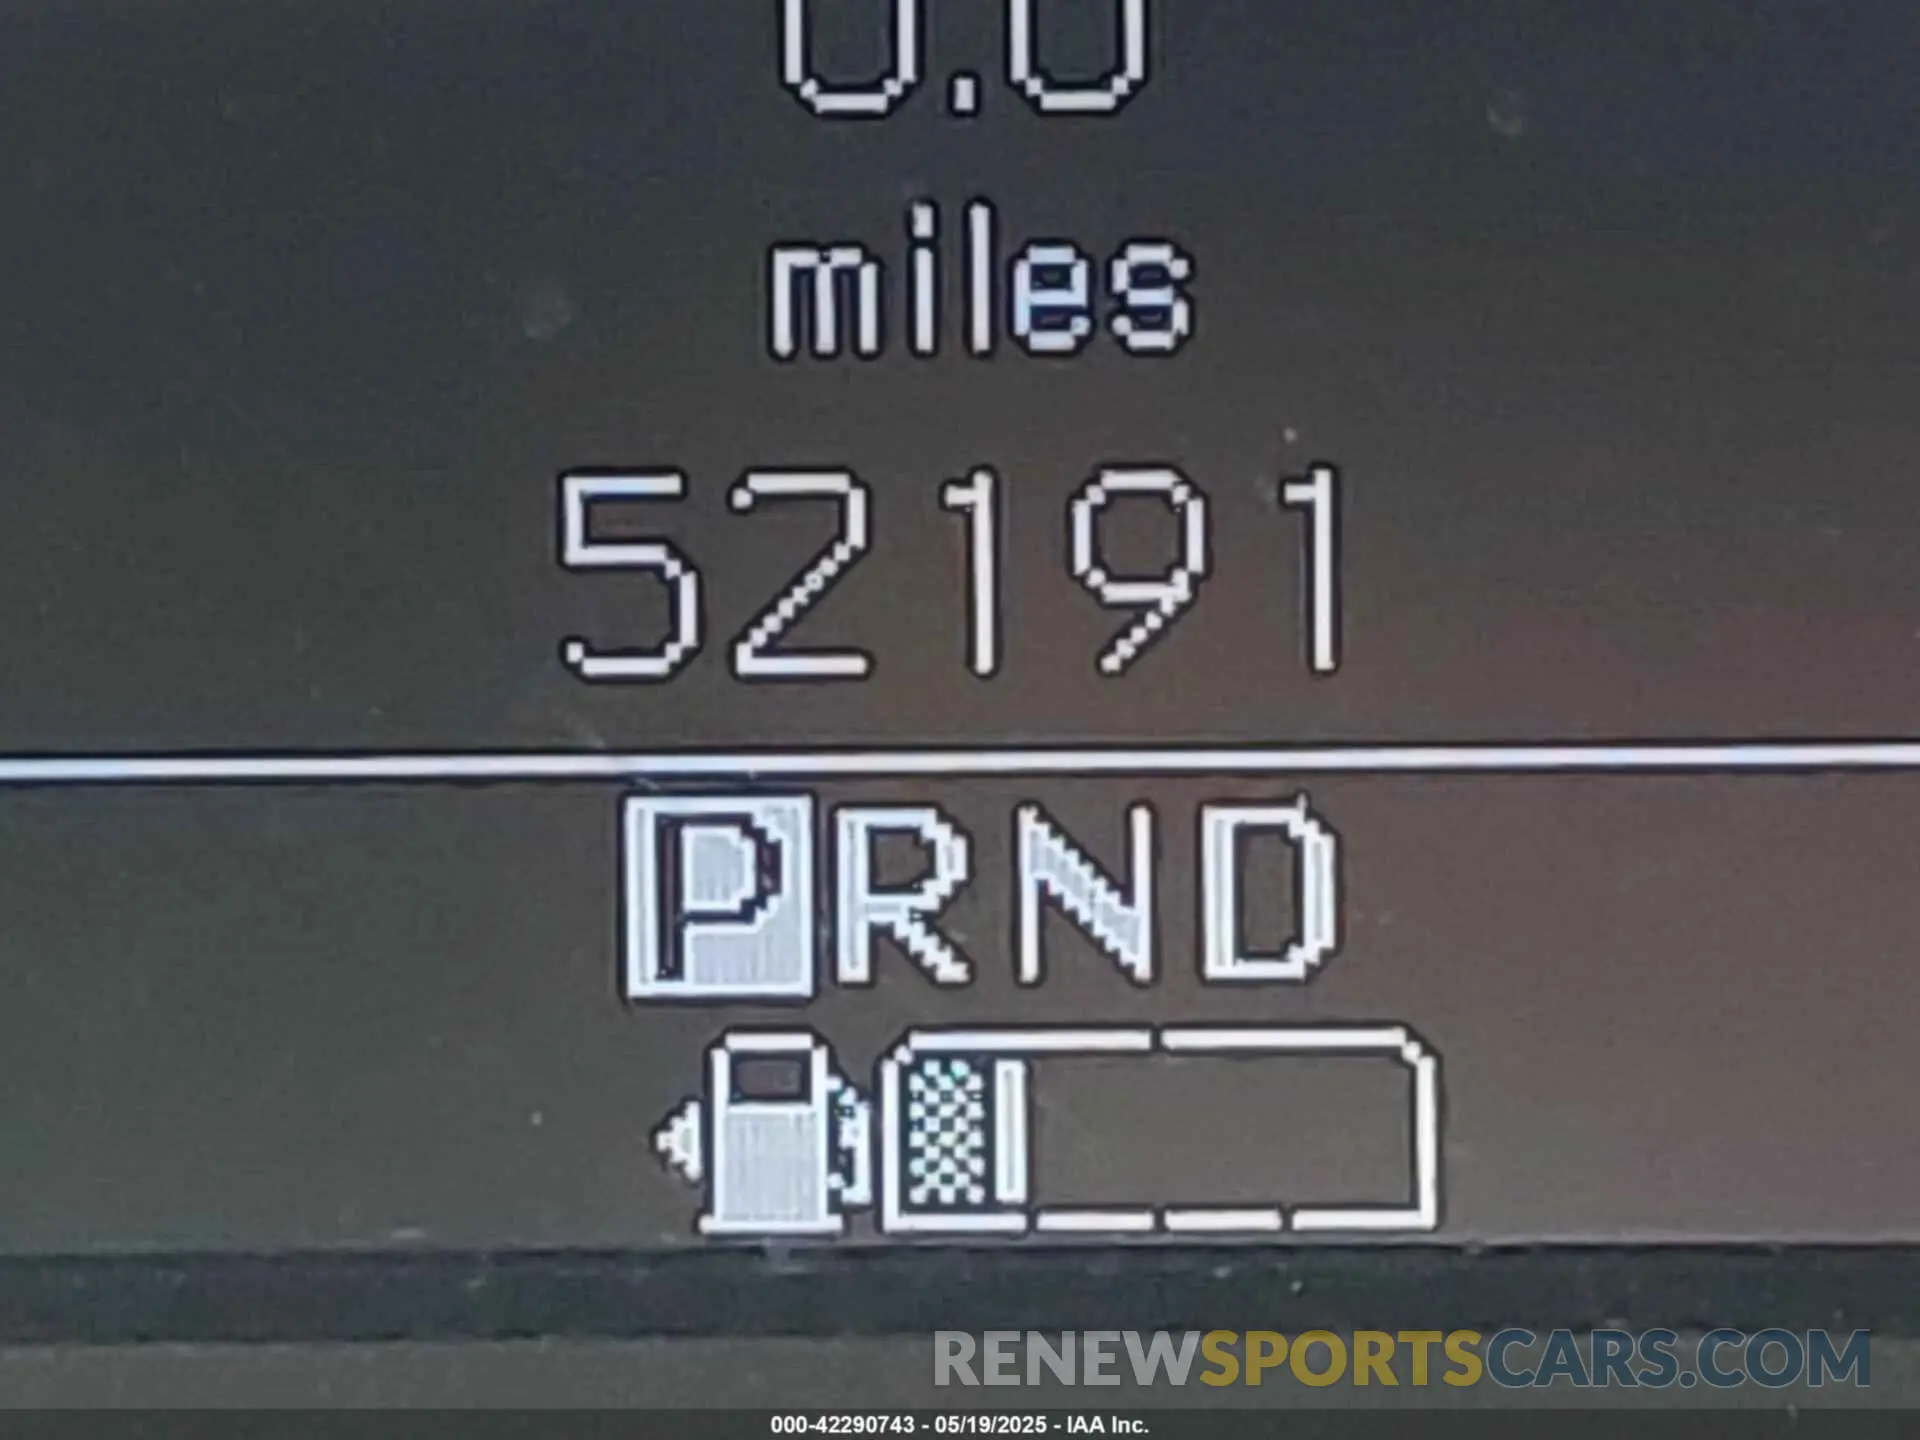 0.0
miles
52191
PRND
RENEWSPORTSCARS.COM
000-42290743 - 05/19/2025 - IAA Inc.